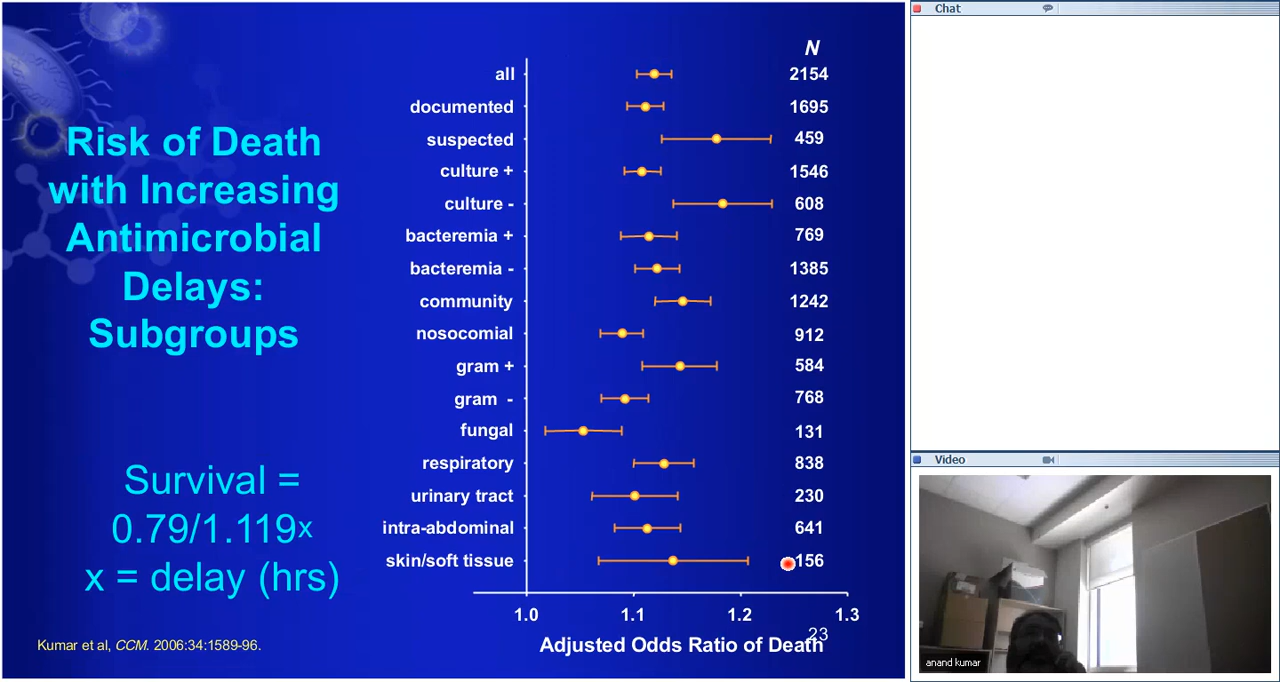 Risk of Death
with Increasing
Antimicrobial
Delays:
Subgroups
Survival =
0.79/1.119x
x = delay (hrs)
Kumar et al, CCM. 2006:34:1589-96.
N
all 2154
documented 1695
suspected 459
culture + 1546
culture - 608
bacteremia + 769
bacteremia - 1385
community 1242
nosocomial 912
gram + 584
gram - 768
fungal 131
respiratory 838
urinary tract 230
intra-abdominal 641
skin/soft tissue 156
1.0 1.1 1.2 1.3
Adjusted Odds Ratio of Death
23
Chat
Video
anand kumar